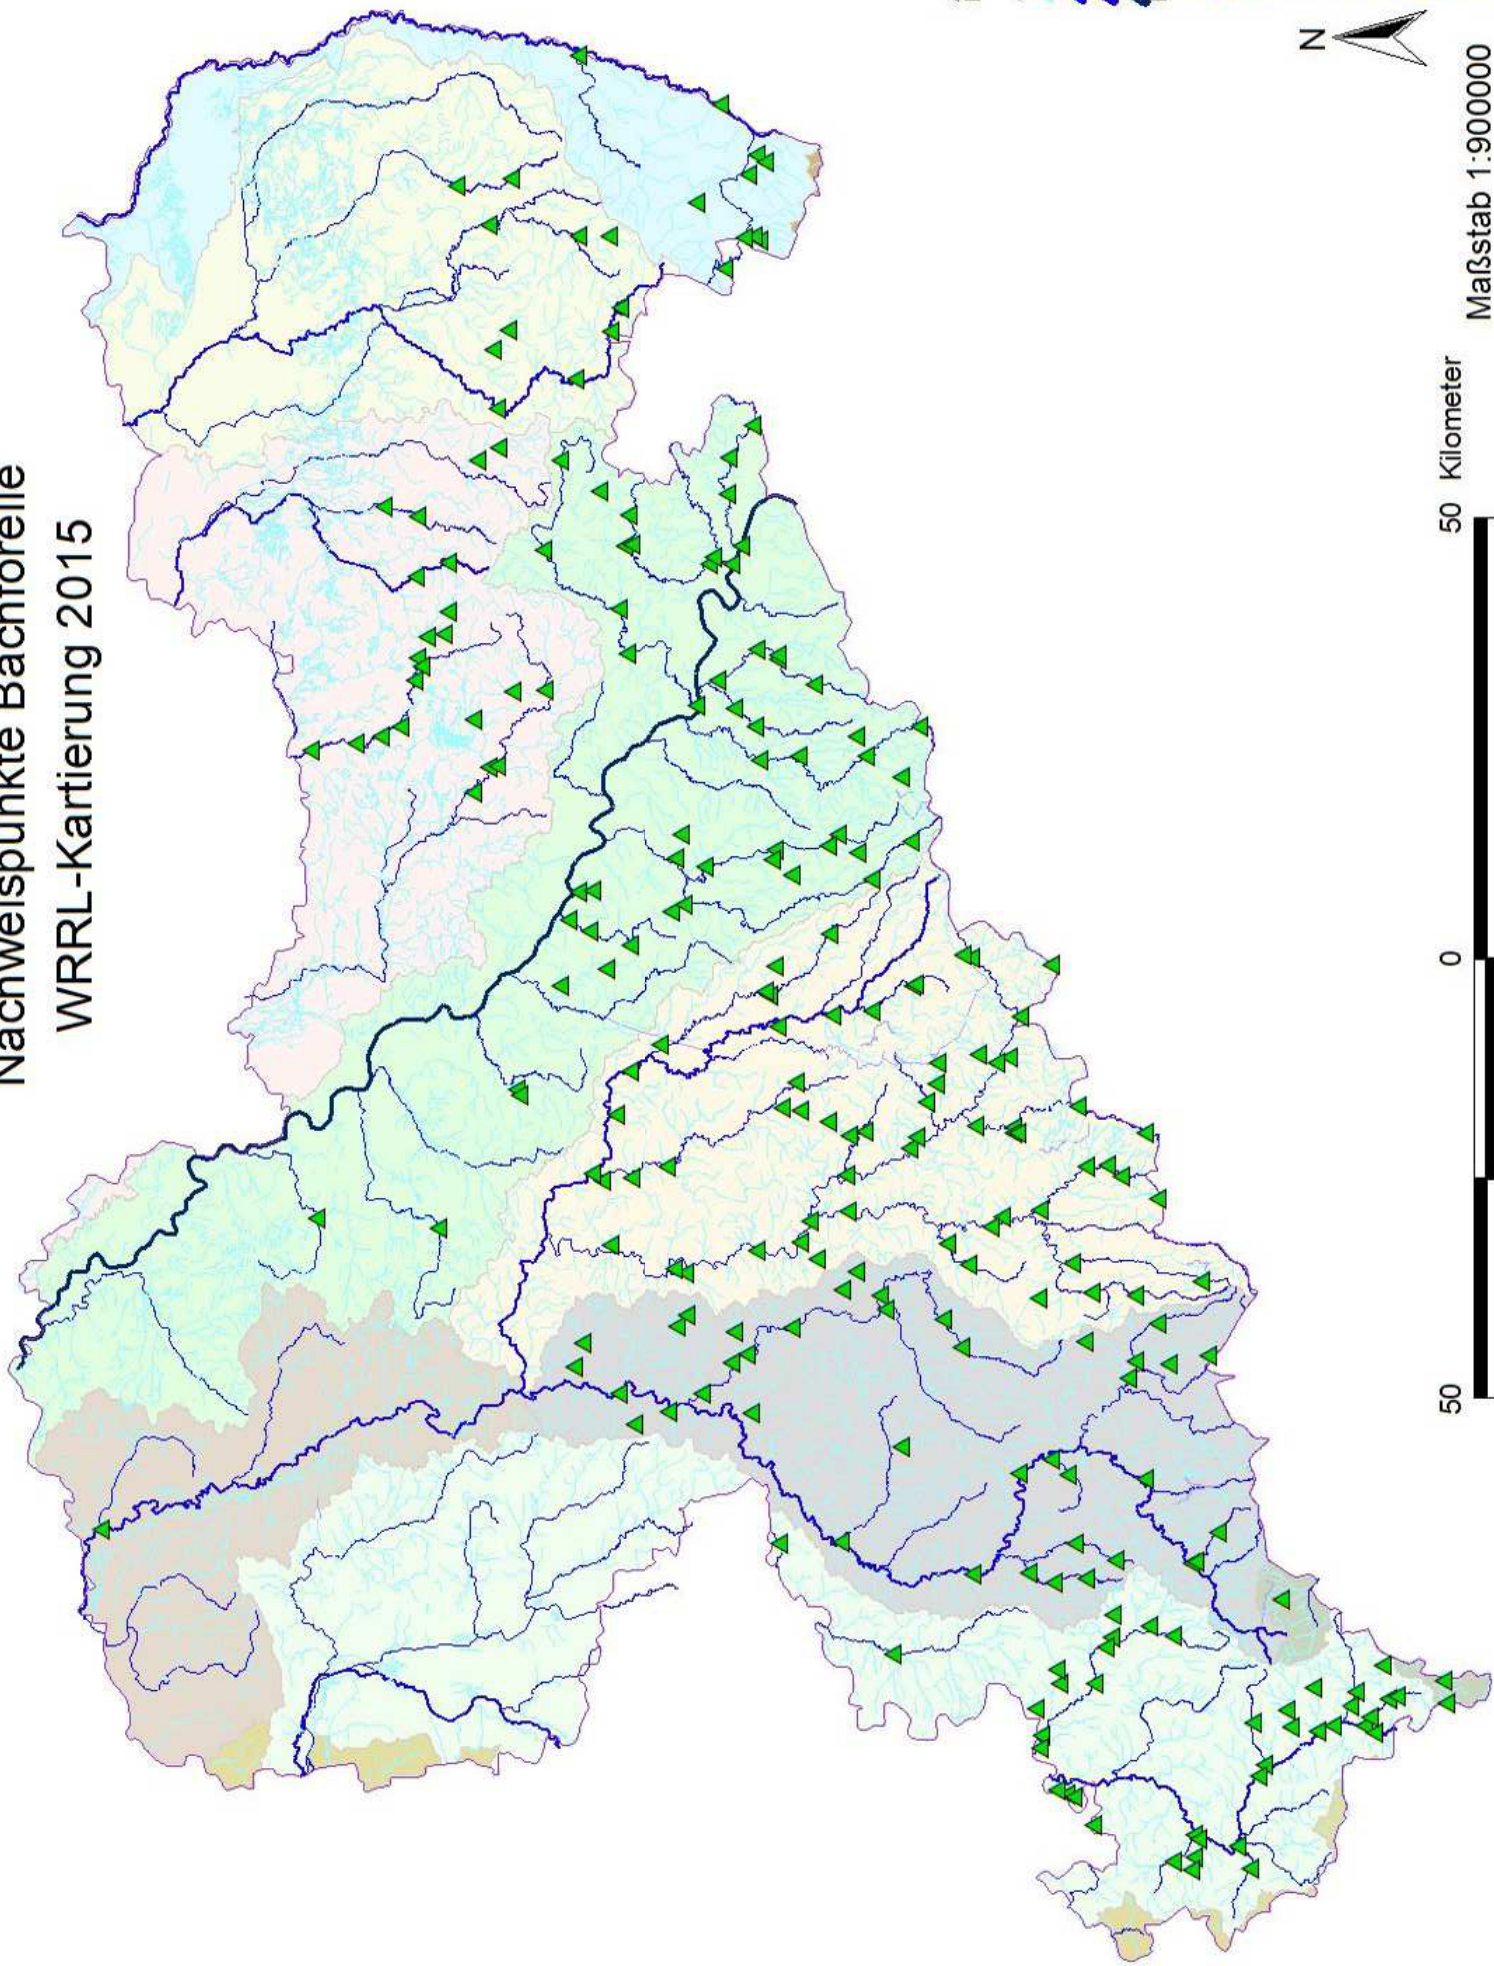 Nachweispunkte Bachforelle
WRRL-Kartierung 2015
N
50
0
50 Kilometer
Maßstab 1:900000